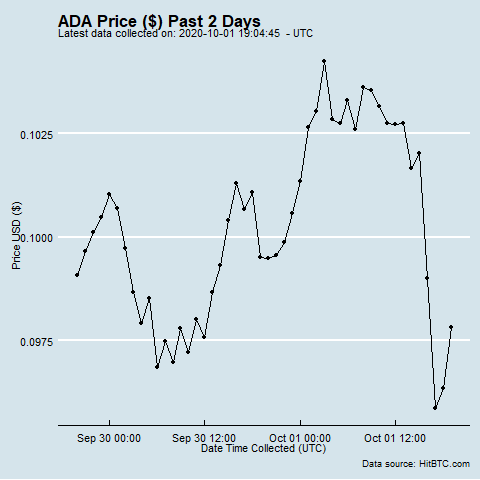 ADA Price ($) Past 2 Days
Latest data collected on: 2020-10-01 19:04:45 - UTC
Price USD ($)
0.1025
0.1000
0.0975
Sep 30 00:00
Sep 30 12:00
Oct 01 00:00
Oct 01 12:00
Date Time Collected (UTC)
Data source: HitBTC.com